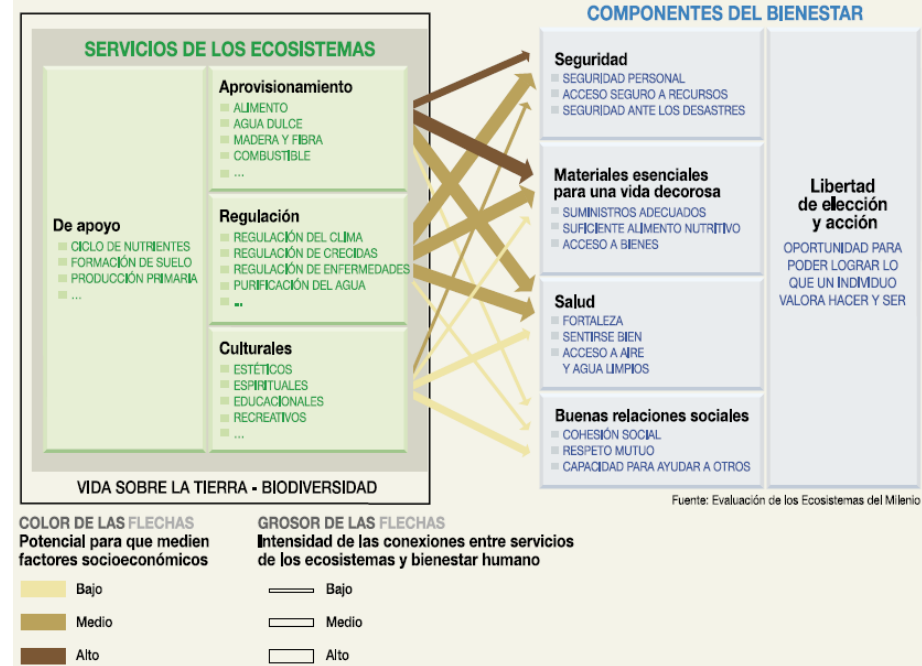 COMPONENTES DEL BIENESTAR
SERVICIOS DE LOS ECOSISTEMAS
De apoyo
CICLO DE NUTRIENTES
FORMACIÓN DE SUELO
PRODUCCIÓN PRIMARIA
...
Aprovisionamiento
ALIMENTO
AGUA DULCE
MADERA Y FIBRA
COMBUSTIBLE
...
Regulación
REGULACIÓN DEL CLIMA
REGULACIÓN DE CRECIDAS
REGULACIÓN DE ENFERMEDADES
PURIFICACIÓN DEL AGUA
...
Culturales
ESTÉTICOS
ESPIRITUALES
EDUCACIONALES
RECREATIVOS
...
VIDA SOBRE LA TIERRA - BIODIVERSIDAD
Seguridad
SEGURIDAD PERSONAL
ACCESO SEGURO A RECURSOS
SEGURIDAD ANTE LOS DESASTRES
Materiales esenciales
para una vida decorosa
SUMINISTROS ADECUADOS
SUFICIENTE ALIMENTO NUTRITIVO
ACCESO A BIENES
Salud
FORTALEZA
SENTIRSE BIEN
ACCESO A AIRE
Y AGUA LIMPIOS
Buenas relaciones sociales
COHESIÓN SOCIAL
RESPETO MUTUO
CAPACIDAD PARA AYUDAR A OTROS
Libertad
de elección
y acción
OPORTUNIDAD PARA
PODER LOGRAR LO
QUE UN INDIVIDUO
VALORA HACER Y SER
Fuente: Evaluación de los Ecosistemas del Milenio
COLOR DE LAS FLECHAS
Potencial para que medien
factores socioeconómicos
Bajo
Medio
Alto
GROSOR DE LAS FLECHAS
Intensidad de las conexiones entre servicios
de los ecosistemas y bienestar humano
Bajo
Medio
Alto